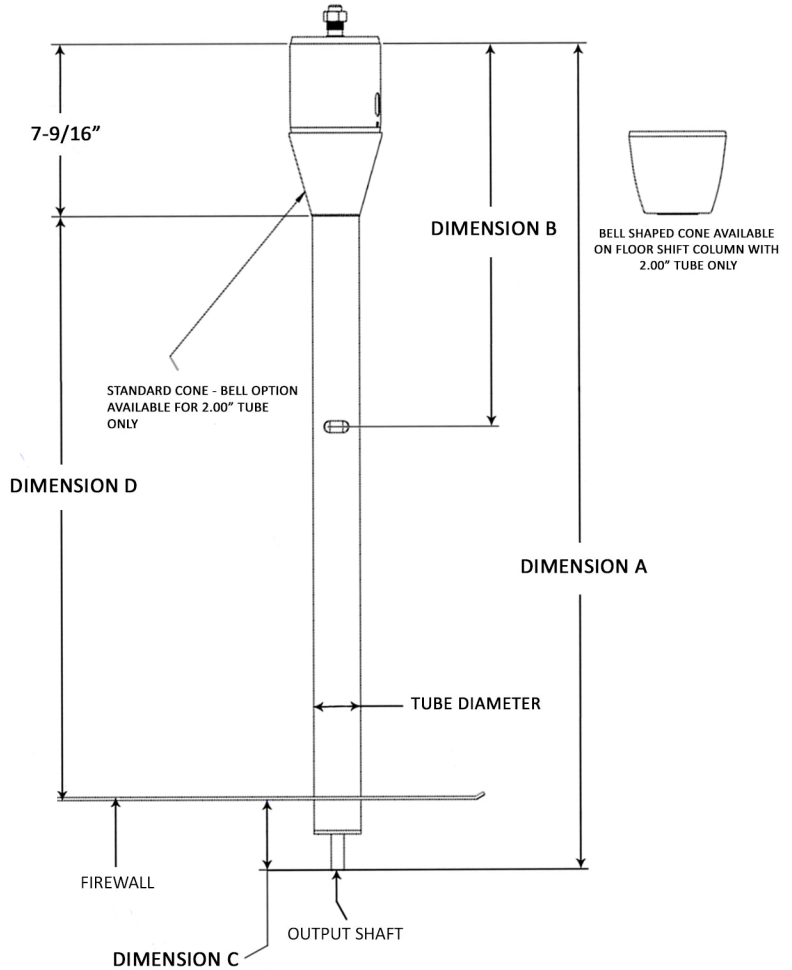 7-9/16”
DIMENSION B
BELL SHAPED CONE AVAILABLE
ON FLOOR SHIFT COLUMN WITH
2.00” TUBE ONLY
STANDARD CONE - BELL OPTION
AVAILABLE FOR 2.00” TUBE
ONLY
DIMENSION D
DIMENSION A
TUBE DIAMETER
FIREWALL
OUTPUT SHAFT
DIMENSION C